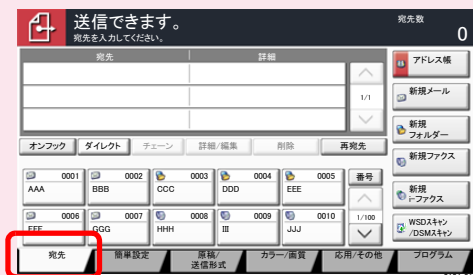 送信できます。
宛先を入力してください。
宛先数
0
宛先 詳細
1/1
アドレス帳
新規メール
新規
フォルダー
新規ファクス
新規
i-ファクス
WSDスキャン
/DSMスキャン
オンフック ダイレクト チェーン 詳細/編集 削除 再宛先
0001 0002 0003 0004 0005 番号
AAA BBB CCC DDD EEE
0006 0007 0008 0009 0010 1/100
FFF GGG HHH III JJJ
宛先 簡単設定 原稿/
送信形式 カラー/画質 応用/その他 プログラム